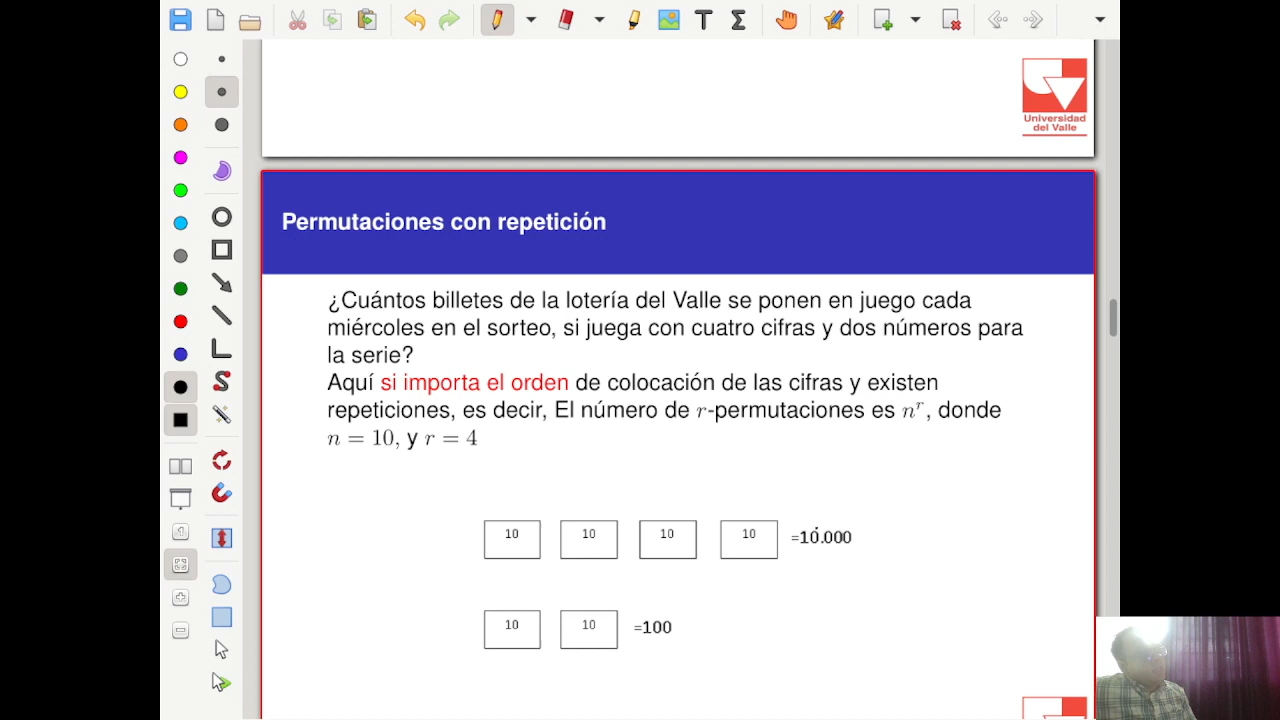 Universidad
del Valle
Permutaciones con repetición
¿Cuántos billetes de la lotería del Valle se ponen en juego cada
miércoles en el sorteo, si juega con cuatro cifras y dos números para
la serie?
Aquí si importa el orden de colocación de las cifras y existen
repeticiones, es decir, El número de r-permutaciones es n^r, donde
n = 10, y r = 4
10 10 10 10 =10.000
10 10 =100